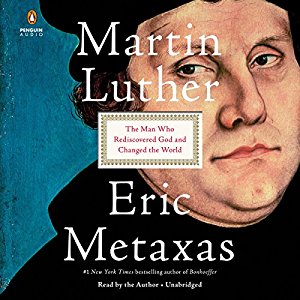 PENGUIN
AUDIO
Martin
Luther
The Man Who
Rediscovered God and
Changed the World
Eric
Metaxas
#1 New York Times bestselling author of Bonhoeffer
Read by the Author • Unabridged